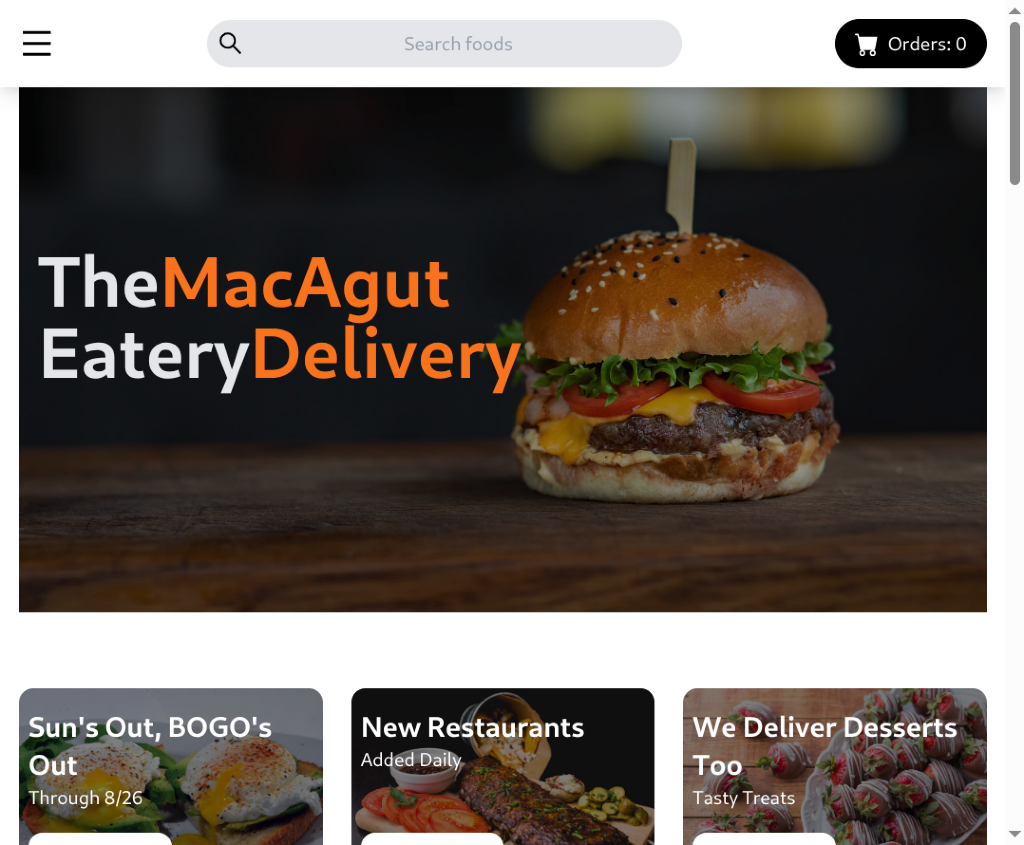 Search foods
Orders: 0
TheMacAgut
EateryDelivery
Sun's Out, BOGO's
Out
Through 8/26
New Restaurants
Added Daily
We Deliver Desserts
Too
Tasty Treats